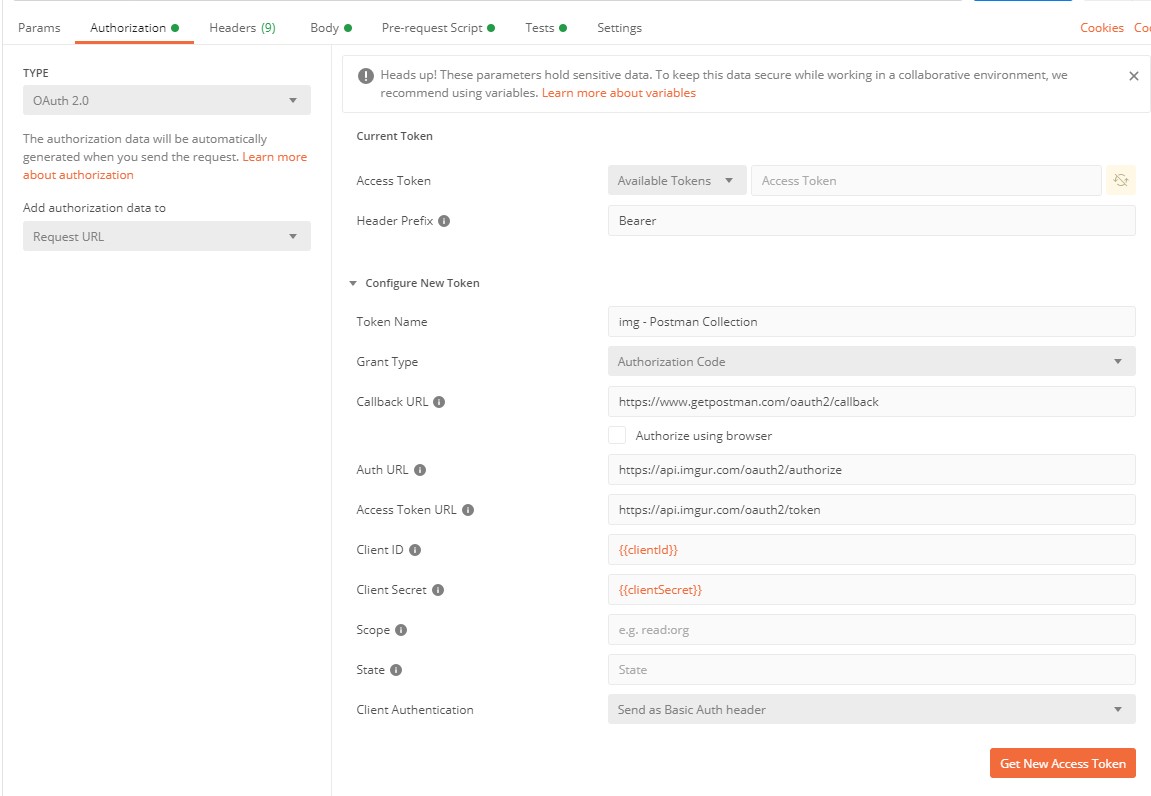 Params Authorization Headers (9) Body Pre-request Script Tests Settings Cookies
TYPE
OAuth 2.0
The authorization data will be automatically
generated when you send the request. Learn more
about authorization
Add authorization data to
Request URL
Heads up! These parameters hold sensitive data. To keep this data secure while working in a collaborative environment, we
recommend using variables. Learn more about variables
Current Token
Access Token Available Tokens Access Token
Header Prefix Bearer
Configure New Token
Token Name img - Postman Collection
Grant Type Authorization Code
Callback URL https://www.getpostman.com/oauth2/callback
Authorize using browser
Auth URL https://api.imgur.com/oauth2/authorize
Access Token URL https://api.imgur.com/oauth2/token
Client ID {{clientId}}
Client Secret {{clientSecret}}
Scope e.g. read:org
State State
Client Authentication Send as Basic Auth header
Get New Access Token